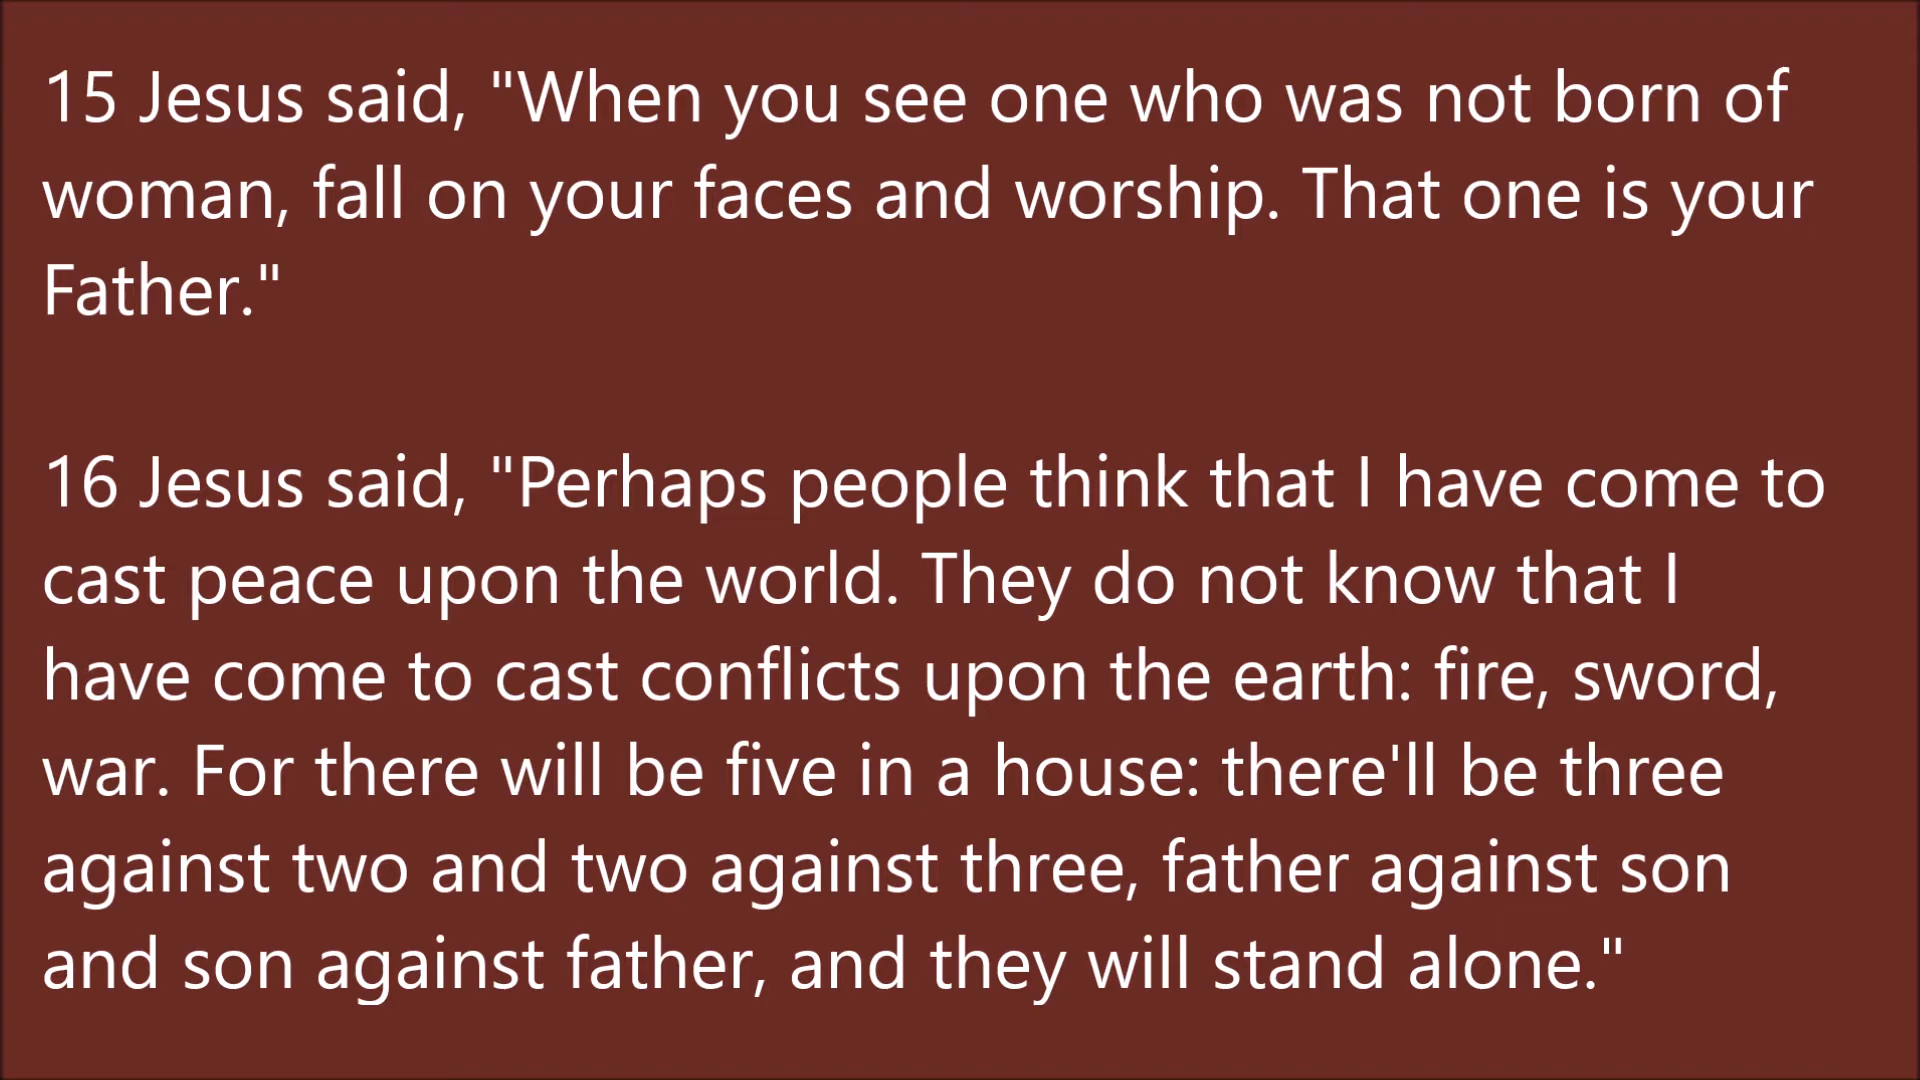 15 Jesus said, "When you see one who was not born of
woman, fall on your faces and worship. That one is your
Father."
16 Jesus said, "Perhaps people think that I have come to
cast peace upon the world. They do not know that I
have come to cast conflicts upon the earth: fire, sword,
war. For there will be five in a house: there'll be three
against two and two against three, father against son
and son against father, and they will stand alone."